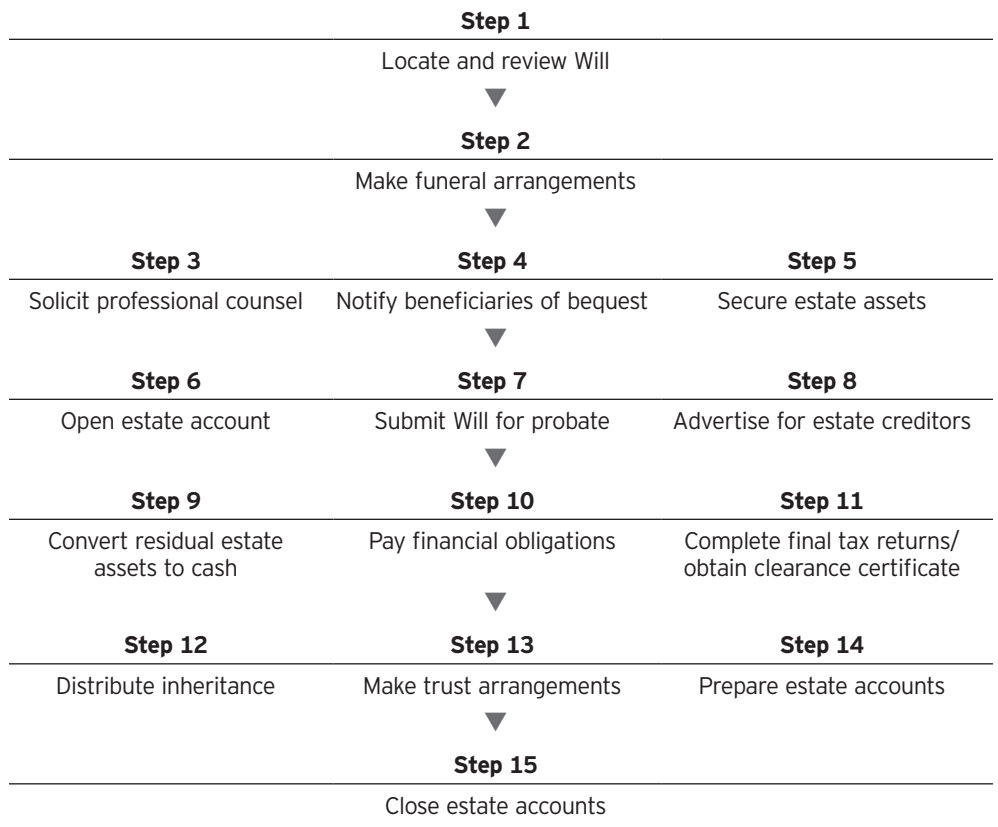 Step 1
Locate and review Will
Step 2
Make funeral arrangements
Step 3 Step 4 Step 5
Solicit professional counsel Notify beneficiaries of bequest Secure estate assets
Step 6 Step 7 Step 8
Open estate account Submit Will for probate Advertise for estate creditors
Step 9 Step 10 Step 11
Convert residual estate Pay financial obligations Complete final tax returns/
assets to cash obtain clearance certificate
Step 12 Step 13 Step 14
Distribute inheritance Make trust arrangements Prepare estate accounts
Step 15
Close estate accounts